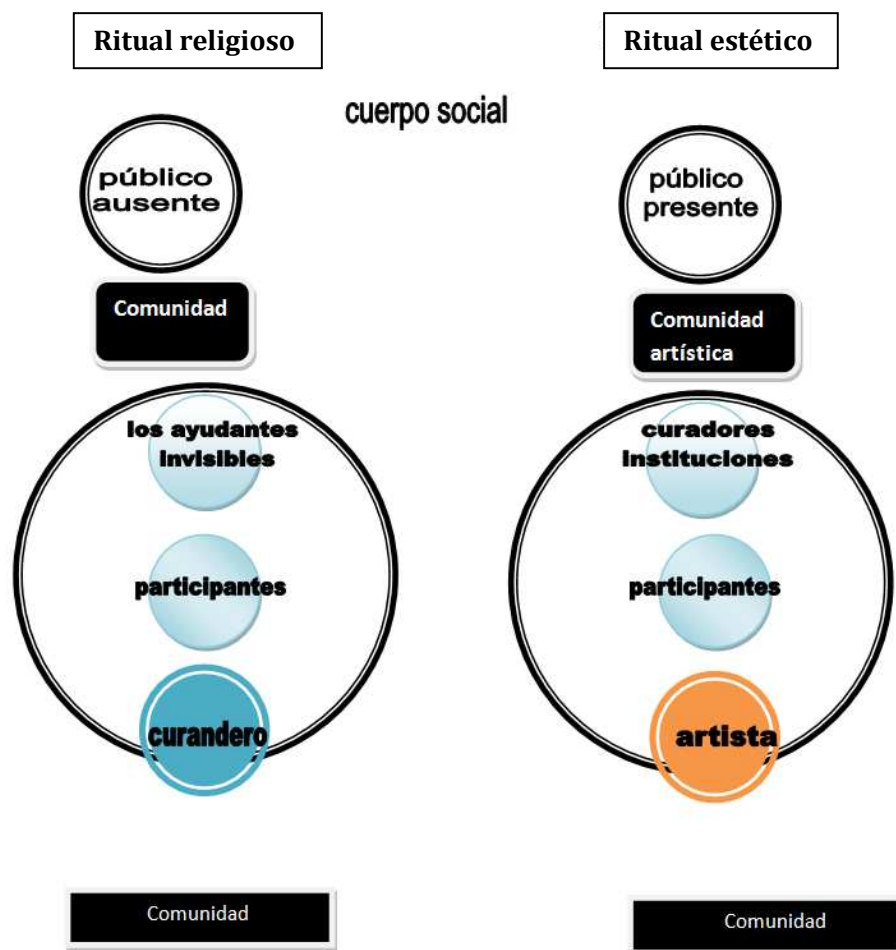 Ritual religioso
Ritual estético
cuerpo social
público
ausente
Comunidad
los ayudantes
invisibles
participantes
curandero
Comunidad
público
presente
Comunidad
artística
curadores
instituciones
participantes
artista
Comunidad